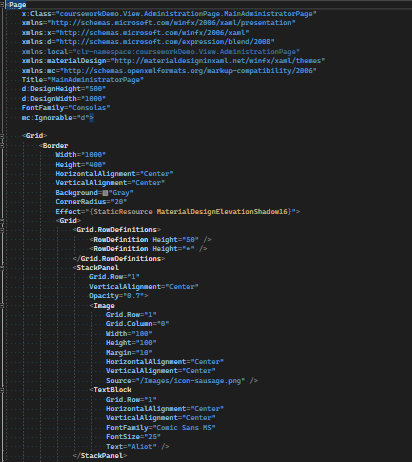 <Page
x:Class="courseworkDemo.View.AdministrationPage.MainAdministratorPage"
xmlns="http://schemas.microsoft.com/winfx/2006/xaml/presentation"
xmlns:x="http://schemas.microsoft.com/winfx/2006/xaml"
xmlns:d="http://schemas.microsoft.com/expression/blend/2008"
xmlns:local="clr-namespace:courseworkDemo.View.AdministrationPage"
xmlns:materialDesign="http://materialdesigninxaml.net/winfx/xaml/themes"
xmlns:mc="http://schemas.openxmlformats.org/markup-compatibility/2006"
Title="MainAdministratorPage"
d:DesignHeight="500"
d:DesignWidth="1000"
FontFamily="Consolas"
mc:Ignorable="d">
<Grid>
<Border
Width="1000"
Height="400"
HorizontalAlignment="Center"
VerticalAlignment="Center"
Background="Gray"
CornerRadius="20"
Effect="{StaticResource MaterialDesignElevationShadow16}">
<Grid>
<Grid.RowDefinitions>
<RowDefinition Height="50" />
<RowDefinition Height="*" />
</Grid.RowDefinitions>
<StackPanel
Grid.Row="1"
VerticalAlignment="Center"
Opacity="0.7">
<Image
Grid.Row="1"
Grid.Column="0"
Width="100"
Height="100"
Margin="10"
HorizontalAlignment="Center"
VerticalAlignment="Center"
Source="/Images/icon-sausage.png" />
<TextBlock
Grid.Row="1"
HorizontalAlignment="Center"
VerticalAlignment="Center"
FontFamily="Comic Sans MS"
FontSize="25"
Text="Aliot" />
</StackPanel>